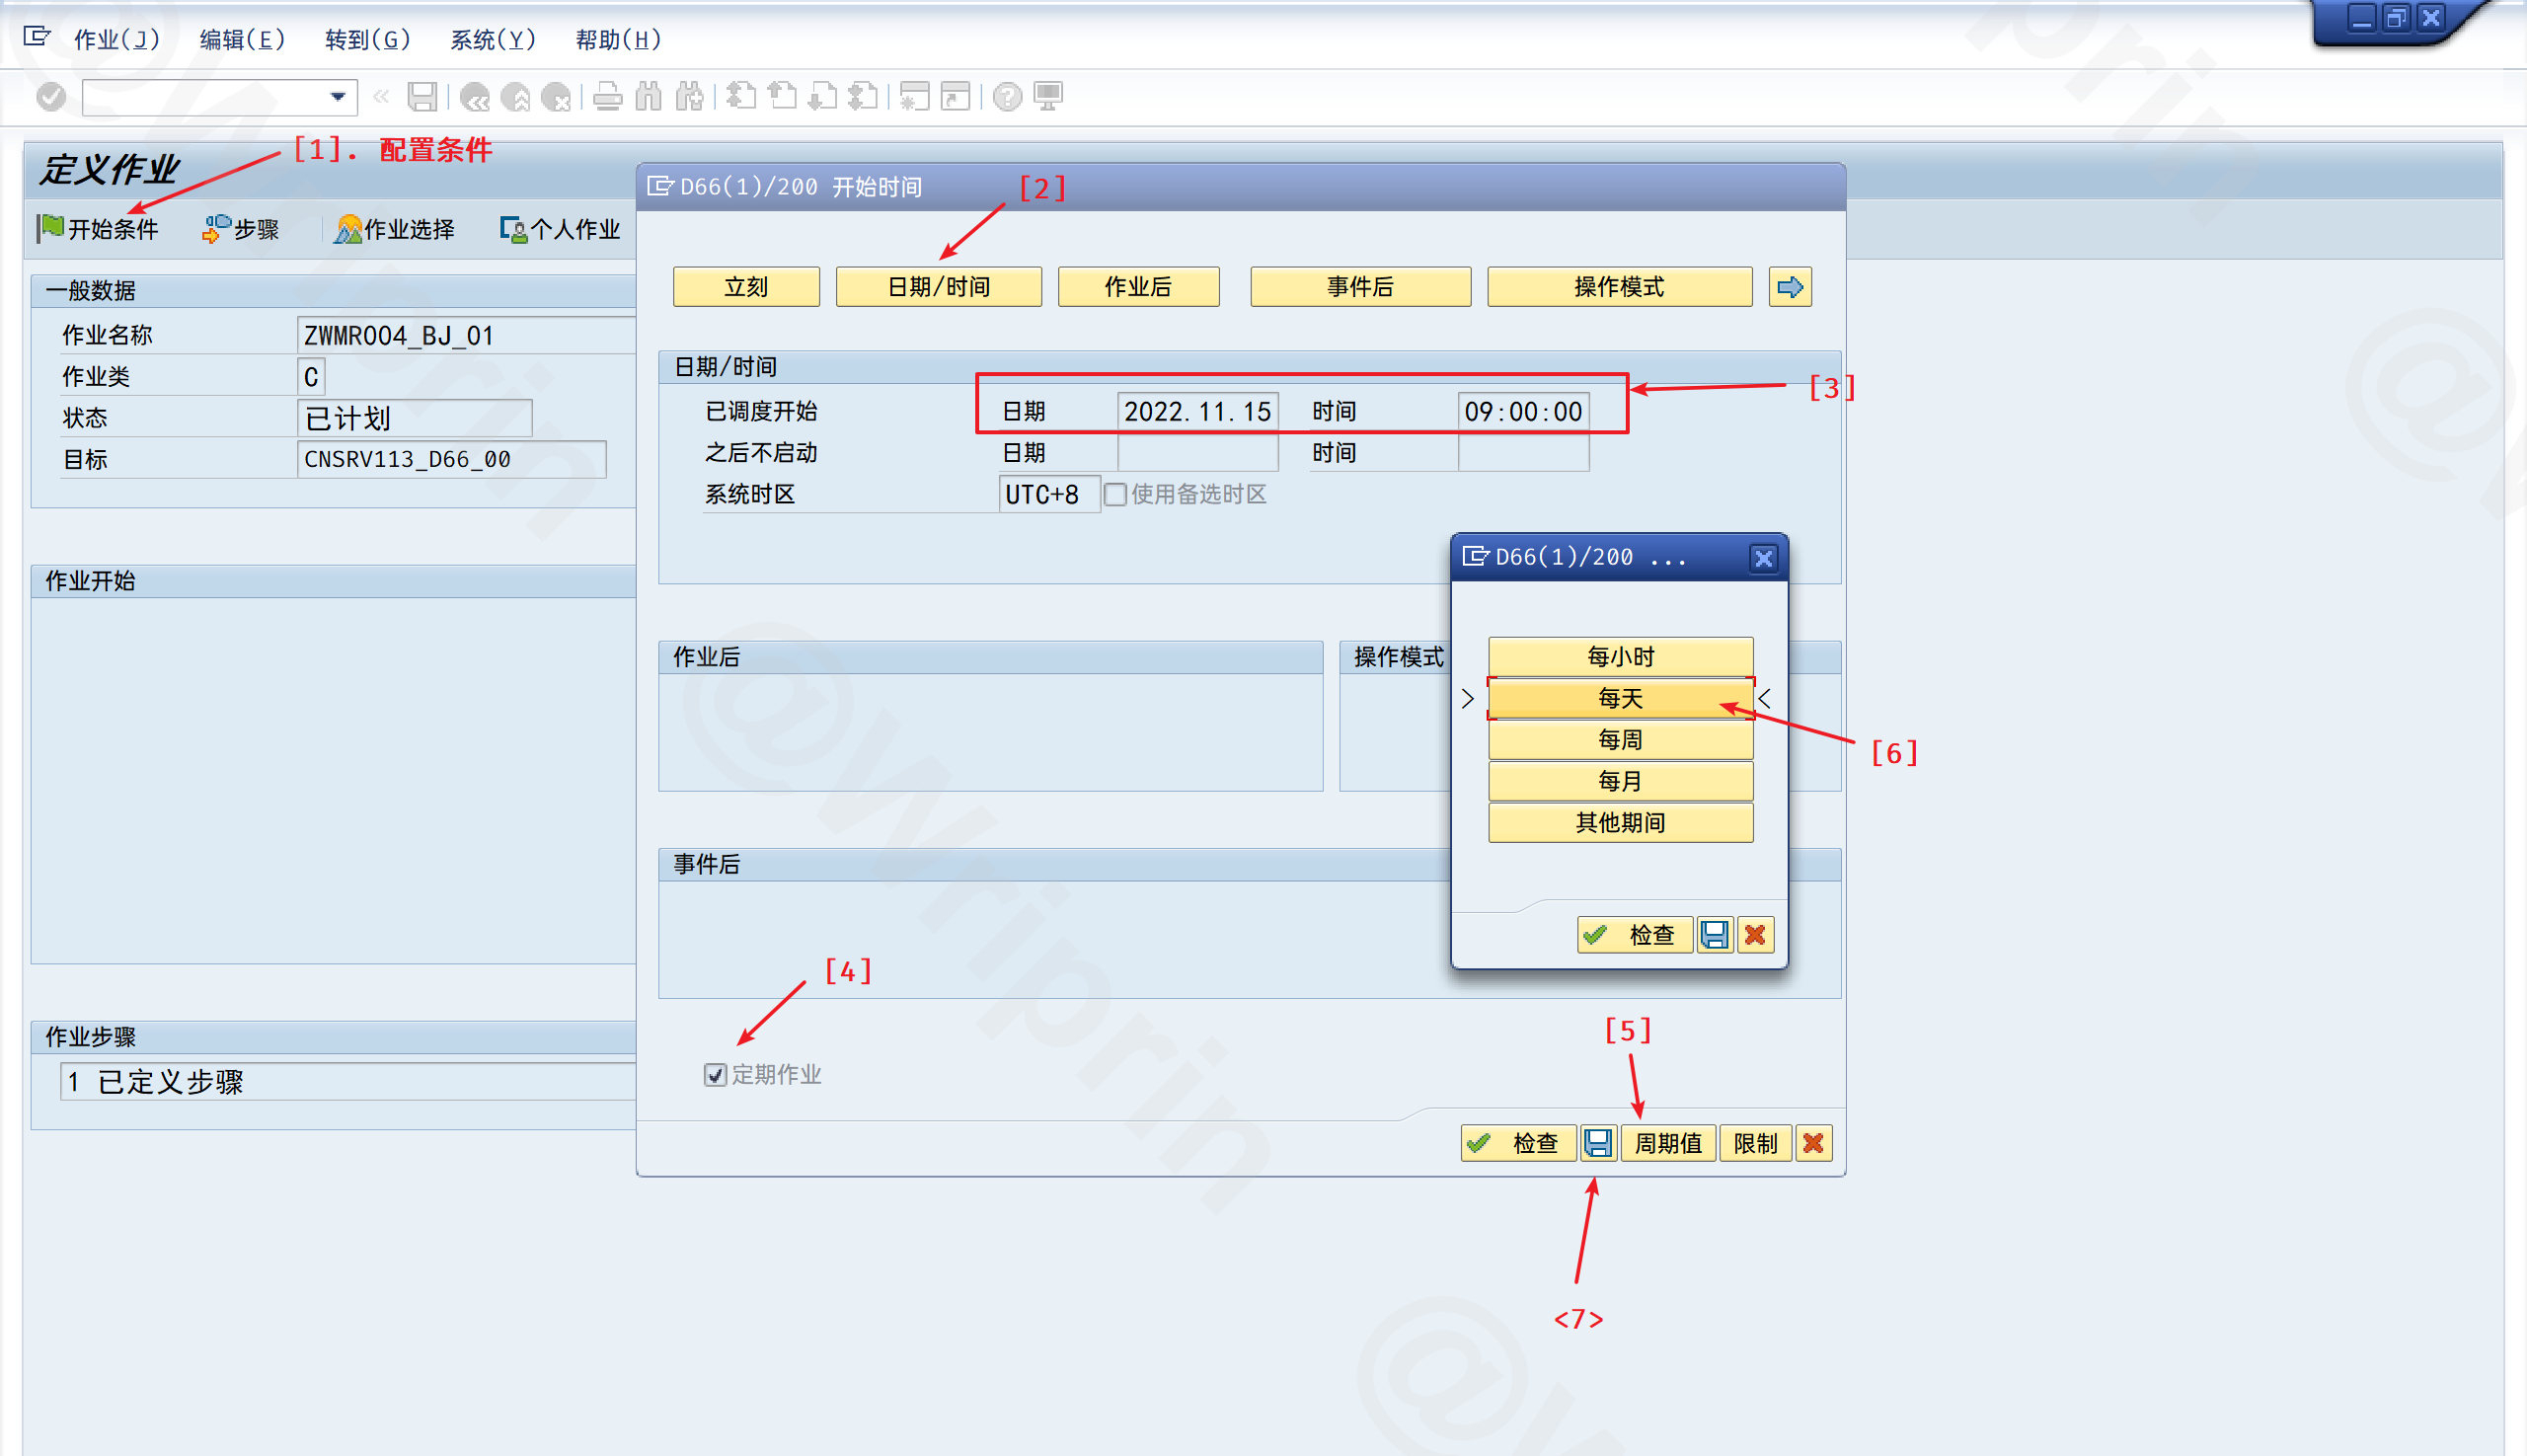 作业(J) 编辑(E) 转到(G) 系统(Y) 帮助(H)
定义作业
[1]. 配置条件
开始条件 步骤 作业选择 个人作业
一般数据
作业名称 ZWMR004_BJ_01
作业类 C
状态 已计划
目标 CNSRV113_D66_00
作业开始
作业步骤
1 已定义步骤
D66(1)/200 开始时间
[2]
立刻 日期/时间 作业后 事件后 操作模式
日期/时间
已调度开始 日期 2022.11.15 时间 09:00:00
[3]
之后不启动 日期 时间
系统时区 UTC+8 使用备选时区
作业后
操作模式
事件后
[4]
定期作业
[5]
检查 周期值 限制
<7>
D66(1)/200 ...
每小时
> 每天 <
[6]
每周
每月
其他期间
检查
@Wriprin
@Wriprin
@W
@W